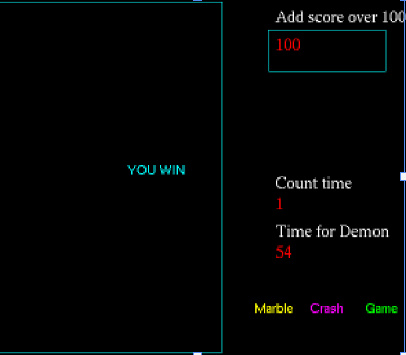 Add score over 100
100
YOU WIN
Count time
1
Time for Demon
54
Marble Crash Game